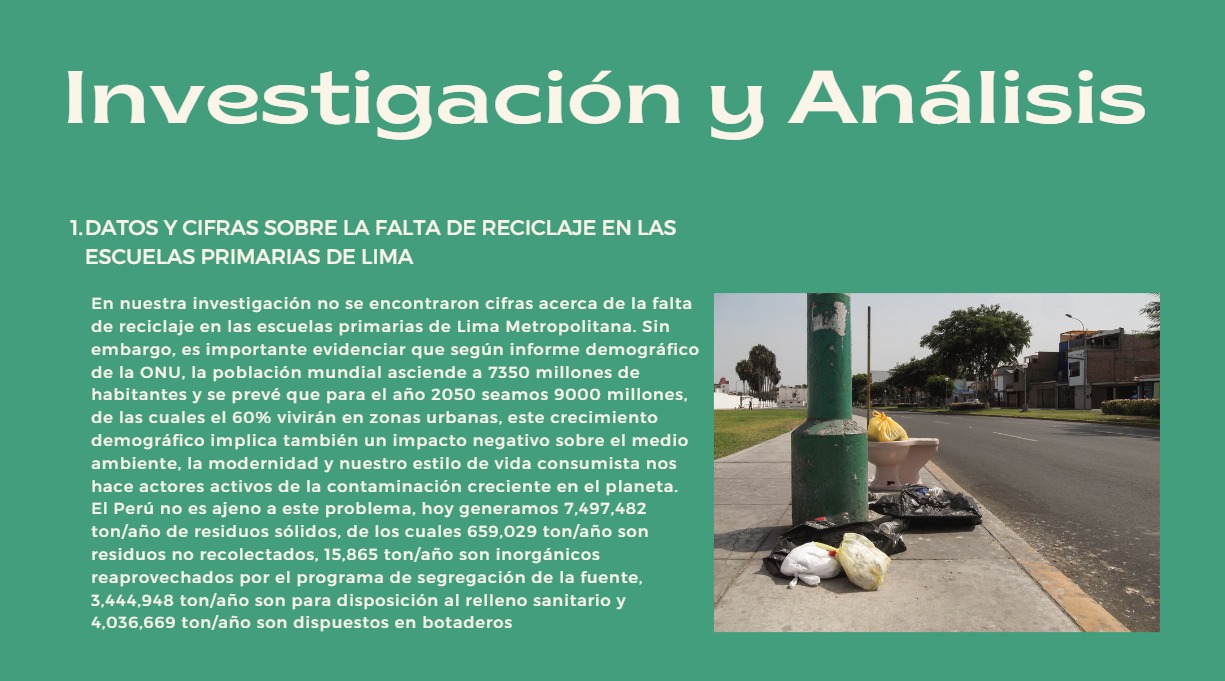 Investigación y Análisis
1. DATOS Y CIFRAS SOBRE LA FALTA DE RECICLAJE EN LAS
ESCUELAS PRIMARIAS DE LIMA
En nuestra investigación no se encontraron cifras acerca de la falta
de reciclaje en las escuelas primarias de Lima Metropolitana. Sin
embargo, es importante evidenciar que según informe demográfico
de la ONU, la población mundial asciende a 7350 millones de
habitantes y se prevé que para el año 2050 seamos 9000 millones,
de las cuales el 60% vivirán en zonas urbanas, este crecimiento
demográfico implica también un impacto negativo sobre el medio
ambiente, la modernidad y nuestro estilo de vida consumista nos
hace actores activos de la contaminación creciente en el planeta.
El Perú no es ajeno a este problema, hoy generamos 7,497,482
ton/año de residuos sólidos, de los cuales 659,029 ton/año son
residuos no recolectados, 15,865 ton/año son inorgánicos
reaprovechados por el programa de segregación de la fuente,
3,444,948 ton/año son para disposición al relleno sanitario y
4,036,669 ton/año son dispuestos en botaderos